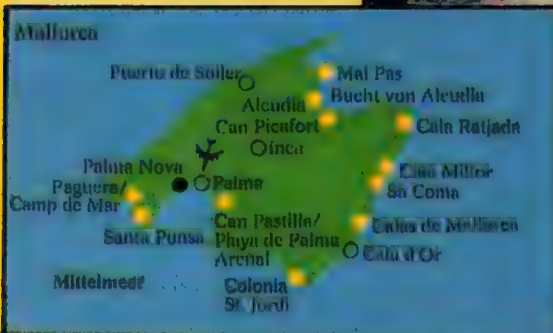 Mallorca
Puerto de Soller
Mal Pas
Bucht von Alcudia
Alcudia
Can Picafort
Cala Ratjada
Inca
Palma Nova
Palma
Cala Millor
Sa Coma
Paguera/
Camp de Mar
Santa Ponsa
Can Pastilla/
Playa de Palma
Arenal
Calas de Mallorca
Cala d'Or
Mittelmeer
Colonia
St. Jordi